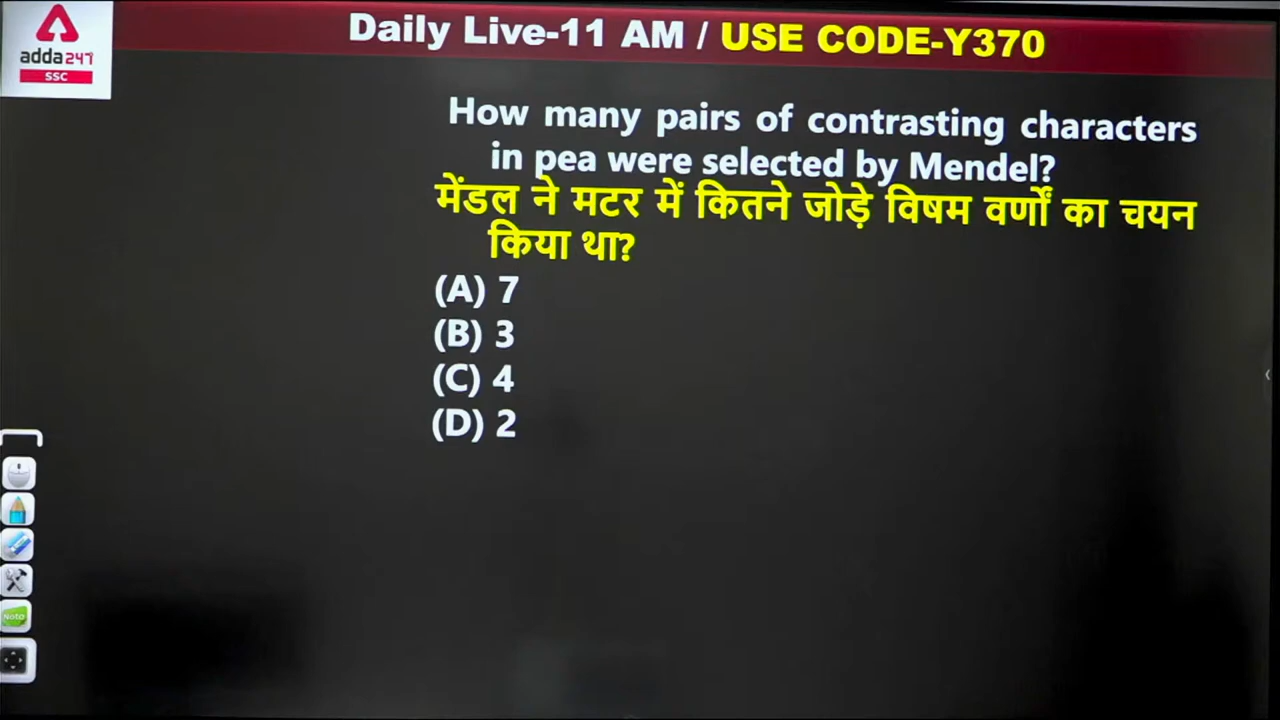 adda247
SSC
Daily Live-11 AM / USE CODE-Y370
How many pairs of contrasting characters
in pea were selected by Mendel?
मेंडल ने मटर में कितने जोड़े विषम वर्णों का चयन
किया था?
(A) 7
(B) 3
(C) 4
(D) 2
Note